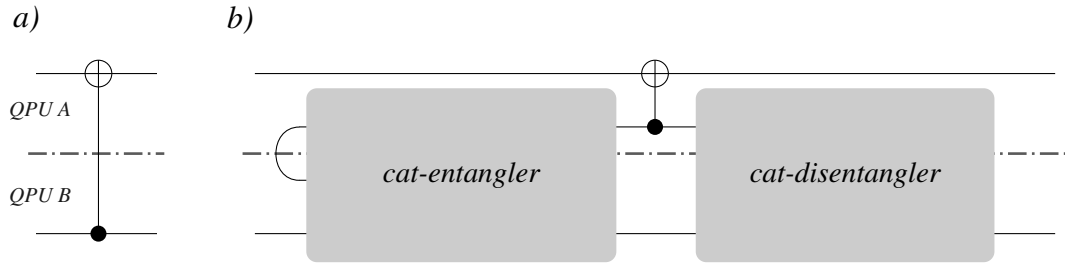 a)
b)
QPU A
QPU B
cat-entangler
cat-disentangler